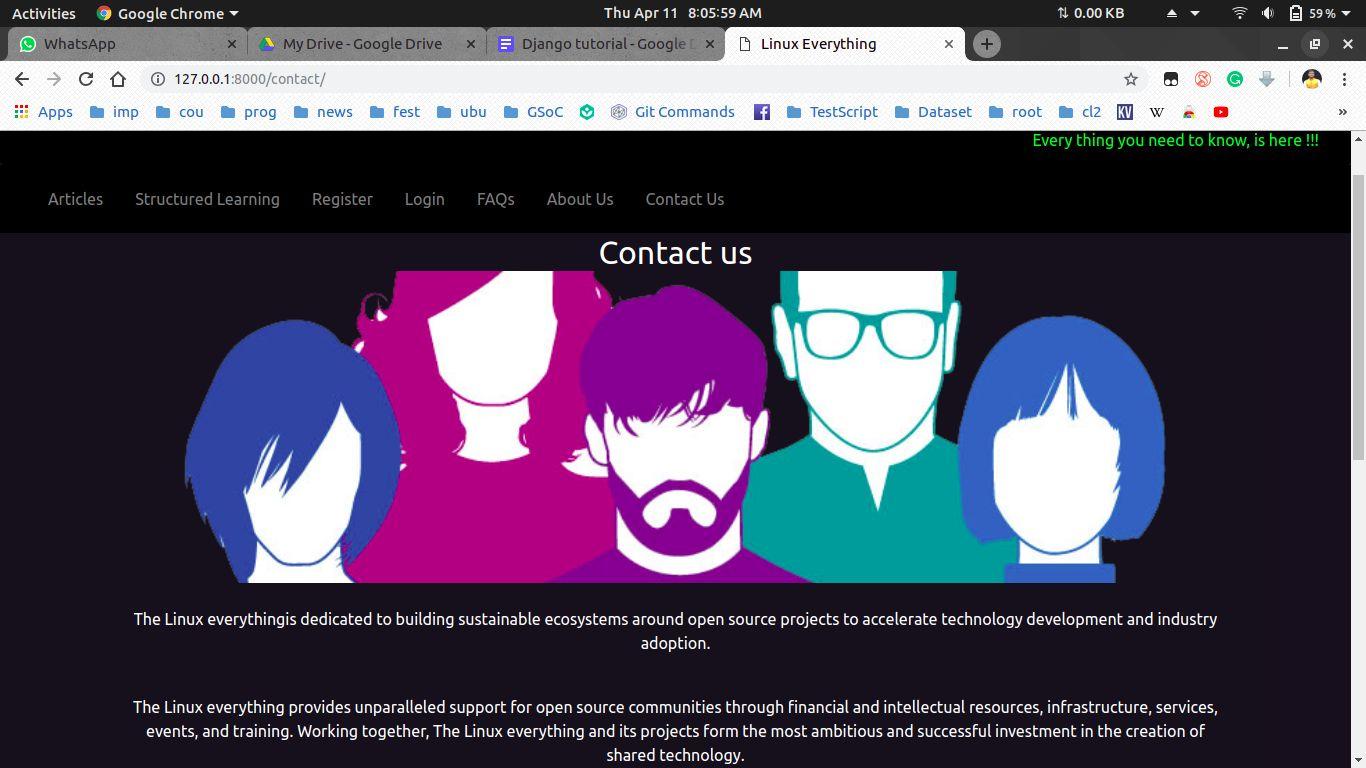 Activities Google Chrome Thu Apr 11 8:05:59 AM 0.00 KB 59 %
WhatsApp My Drive - Google Drive Django tutorial - Google D Linux Everything
127.0.0.1:8000/contact/
Apps imp cou prog news fest ubu GSoC Git Commands TestScript Dataset root cl2 KV W »
Every thing you need to know, is here !!!
Articles Structured Learning Register Login FAQs About Us Contact Us
Contact us
The Linux everythingis dedicated to building sustainable ecosystems around open source projects to accelerate technology development and industry
adoption.
The Linux everything provides unparalleled support for open source communities through financial and intellectual resources, infrastructure, services,
events, and training. Working together, The Linux everything and its projects form the most ambitious and successful investment in the creation of
shared technology.